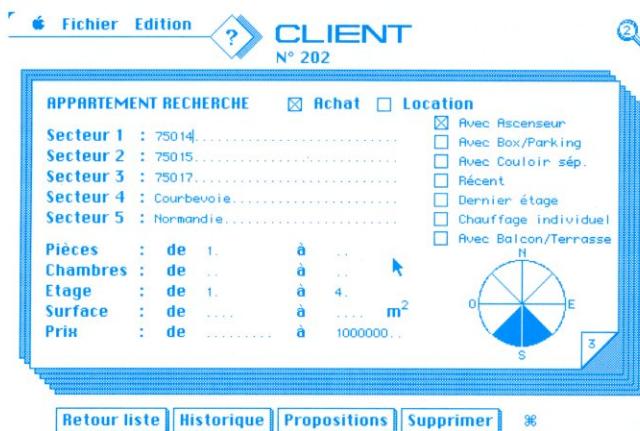 Fichier Edition
?
CLIENT
N° 202
2
APPARTEMENT RECHERCHE ☒ Achat ☐ Location
Secteur 1 : 75014
Secteur 2 : 75015
Secteur 3 : 75017
Secteur 4 : Courbevoie
Secteur 5 : Normandie
☒ Avec Ascenseur
☐ Avec Box/Parking
☐ Avec Couloir sép.
☐ Récent
☐ Dernier étage
☐ Chauffage individuel
☐ Avec Balcon/Terrasse
Pièces : de 1. à ..
Chambres : de .. à ..
Etage : de 1. à 4.
Surface : de .... à .... m²
Prix : de ......... à 1000000..
N
O E
S
3
Retour liste Historique Propositions Supprimer ⌘